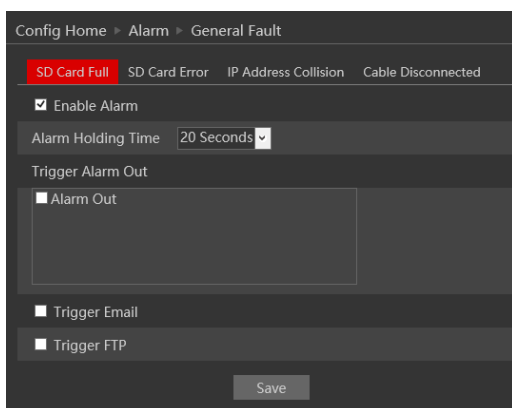 Config Home ▶ Alarm ▶ General Fault
SD Card Full SD Card Error IP Address Collision Cable Disconnected
Enable Alarm
Alarm Holding Time 20 Seconds
Trigger Alarm Out
Alarm Out
Trigger Email
Trigger FTP
Save